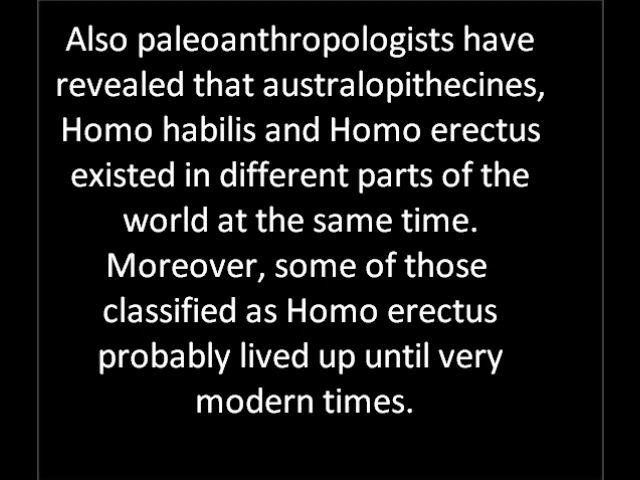 Also paleoanthropologists have
revealed that australopithecines,
Homo habilis and Homo erectus
existed in different parts of the
world at the same time.
Moreover, some of those
classified as Homo erectus
probably lived up until very
modern times.